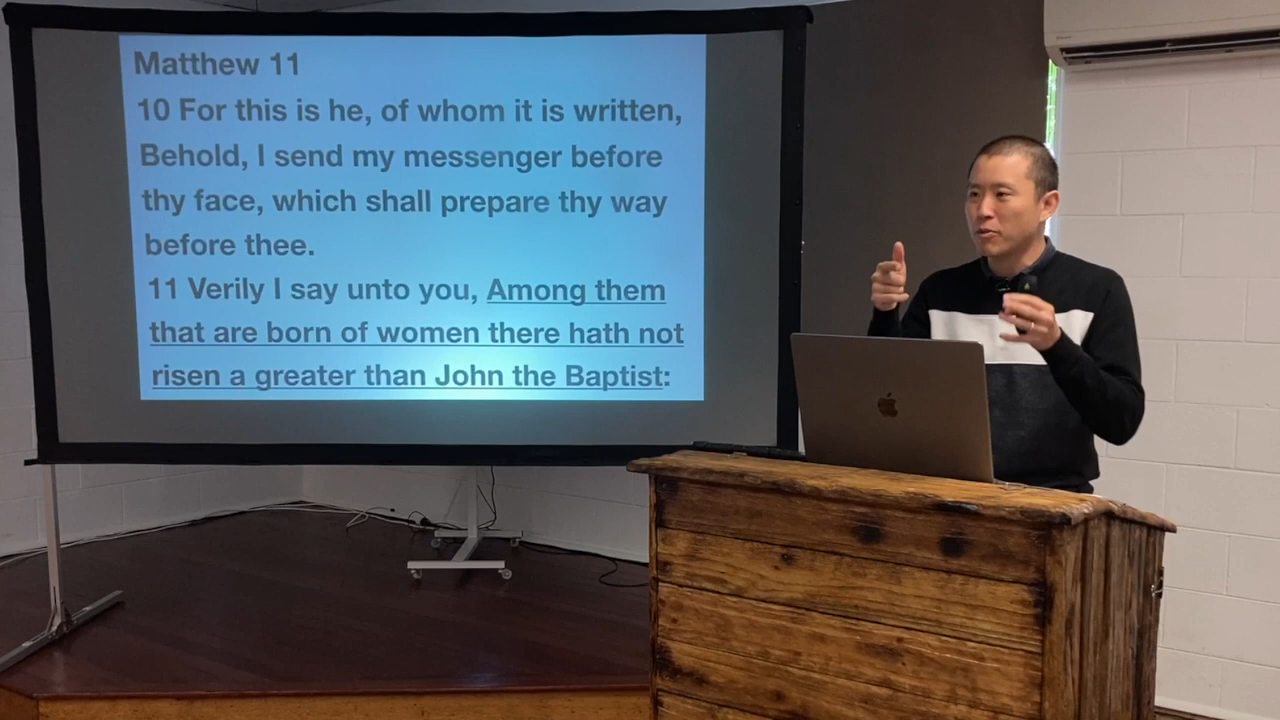 Matthew 11
10 For this is he, of whom it is written,
Behold, I send my messenger before
thy face, which shall prepare thy way
before thee.
11 Verily I say unto you, Among them
that are born of women there hath not
risen a greater than John the Baptist: